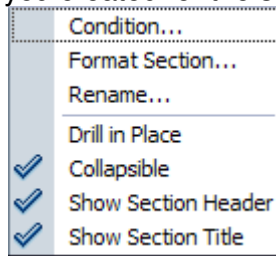 Condition...
Format Section...
Rename...
Drill in Place
Collapsible
Show Section Header
Show Section Title